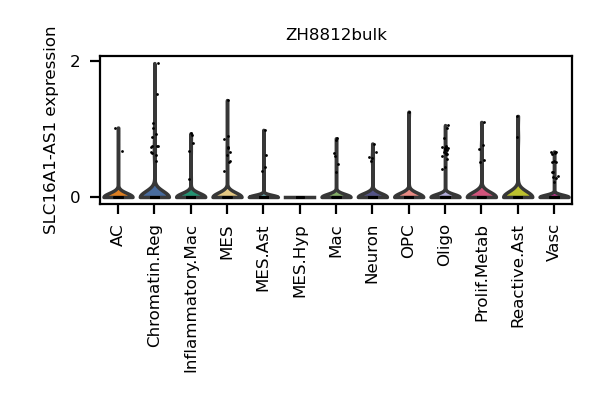 ZH8812bulk
SLC16A1-AS1 expression
2
0
AC
Chromatin.Reg
Inflammatory.Mac
MES
MES.Ast
MES.Hyp
Mac
Neuron
OPC
Oligo
Prolif.Metab
Reactive.Ast
Vasc